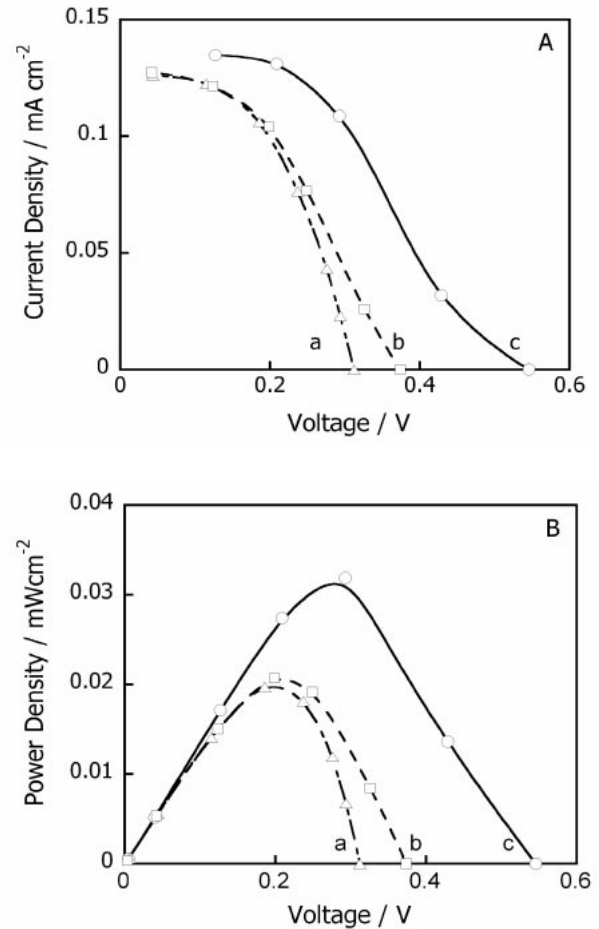 A
0.15
0.1
0.05
0
Current Density / mA cm-2
a
b
c
0
0.2
0.4
0.6
Voltage / V
B
0.04
0.03
0.02
0.01
0
Power Density / mWcm-2
a
b
c
0
0.2
0.4
0.6
Voltage / V